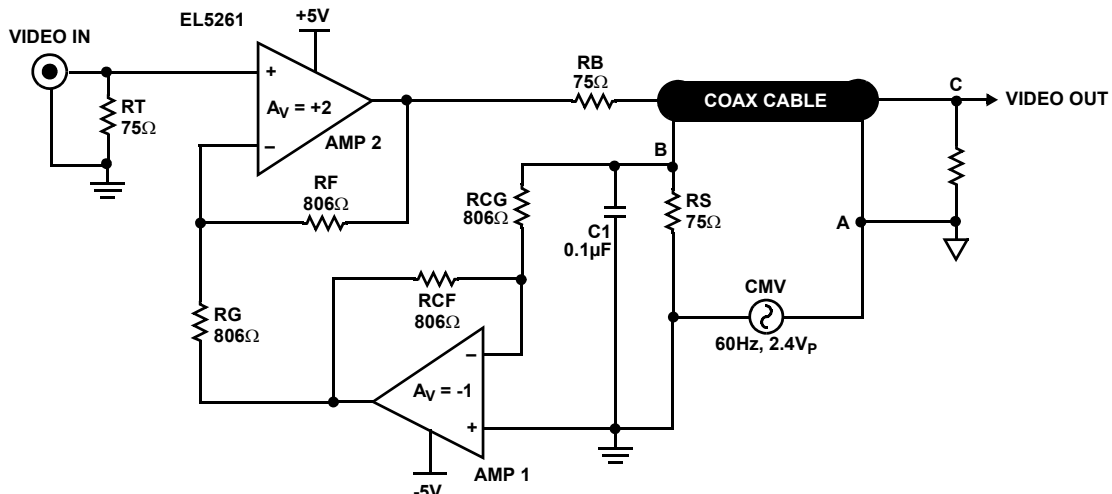 EL5261
+5V
VIDEO IN
RT
75Ω
+
AV = +2
–
AMP 2
RB
75Ω
COAX CABLE
C
VIDEO OUT
RF
806Ω
B
RCG
806Ω
C1
0.1µF
RS
75Ω
A
RCF
806Ω
CMV
60Hz, 2.4VP
RG
806Ω
–
AV = -1
+
AMP 1
-5V